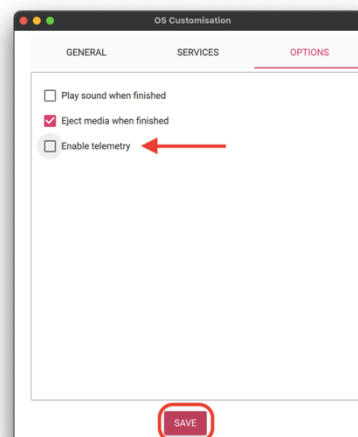 OS Customisation
GENERAL SERVICES OPTIONS
Play sound when finished
Eject media when finished
Enable telemetry
SAVE